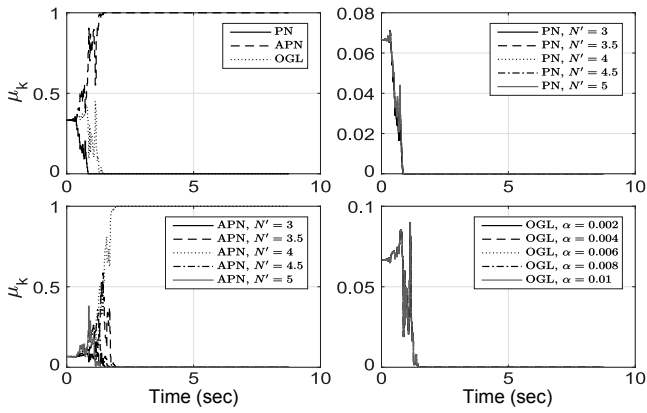 1
0.5
0
μk
0
5
10
PN
APN
OGL
0.08
0.06
0.04
0.02
0
0
5
10
PN, N′ = 3
PN, N′ = 3.5
PN, N′ = 4
PN, N′ = 4.5
PN, N′ = 5
1
0.5
0
μk
0
5
10
Time (sec)
APN, N′ = 3
APN, N′ = 3.5
APN, N′ = 4
APN, N′ = 4.5
APN, N′ = 5
0.1
0.05
0
0
5
10
Time (sec)
OGL, α = 0.002
OGL, α = 0.004
OGL, α = 0.006
OGL, α = 0.008
OGL, α = 0.01